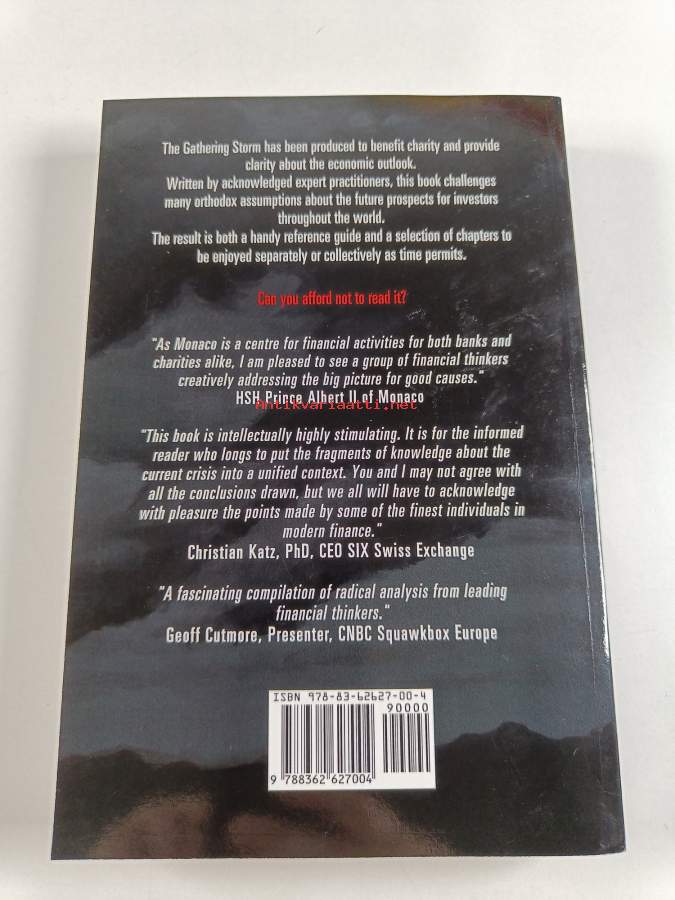 The Gathering Storm has been produced to benefit charity and provide
clarity about the economic outlook.
Written by acknowledged expert practitioners, this book challenges
many orthodox assumptions about the future prospects for investors
throughout the world.
The result is both a handy reference guide and a selection of chapters to
be enjoyed separately or collectively as time permits.
Can you afford not to read it?
"As Monaco is a centre for financial activities for both banks and
charities alike, I am pleased to see a group of financial thinkers
creatively addressing the big picture for good causes."
HSH Prince Albert II of Monaco
Antikvariaatti.net
"This book is intellectually highly stimulating. It is for the informed
reader who longs to put the fragments of knowledge about the
current crisis into a unified context. You and I may not agree with
all the conclusions drawn, but we all will have to acknowledge
with pleasure the points made by some of the finest individuals in
modern finance."
Christian Katz, PhD, CEO SIX Swiss Exchange
"A fascinating compilation of radical analysis from leading
financial thinkers."
Geoff Cutmore, Presenter, CNBC Squawkbox Europe
ISBN 978-83-62627-00-4
90000
9 788362 627004